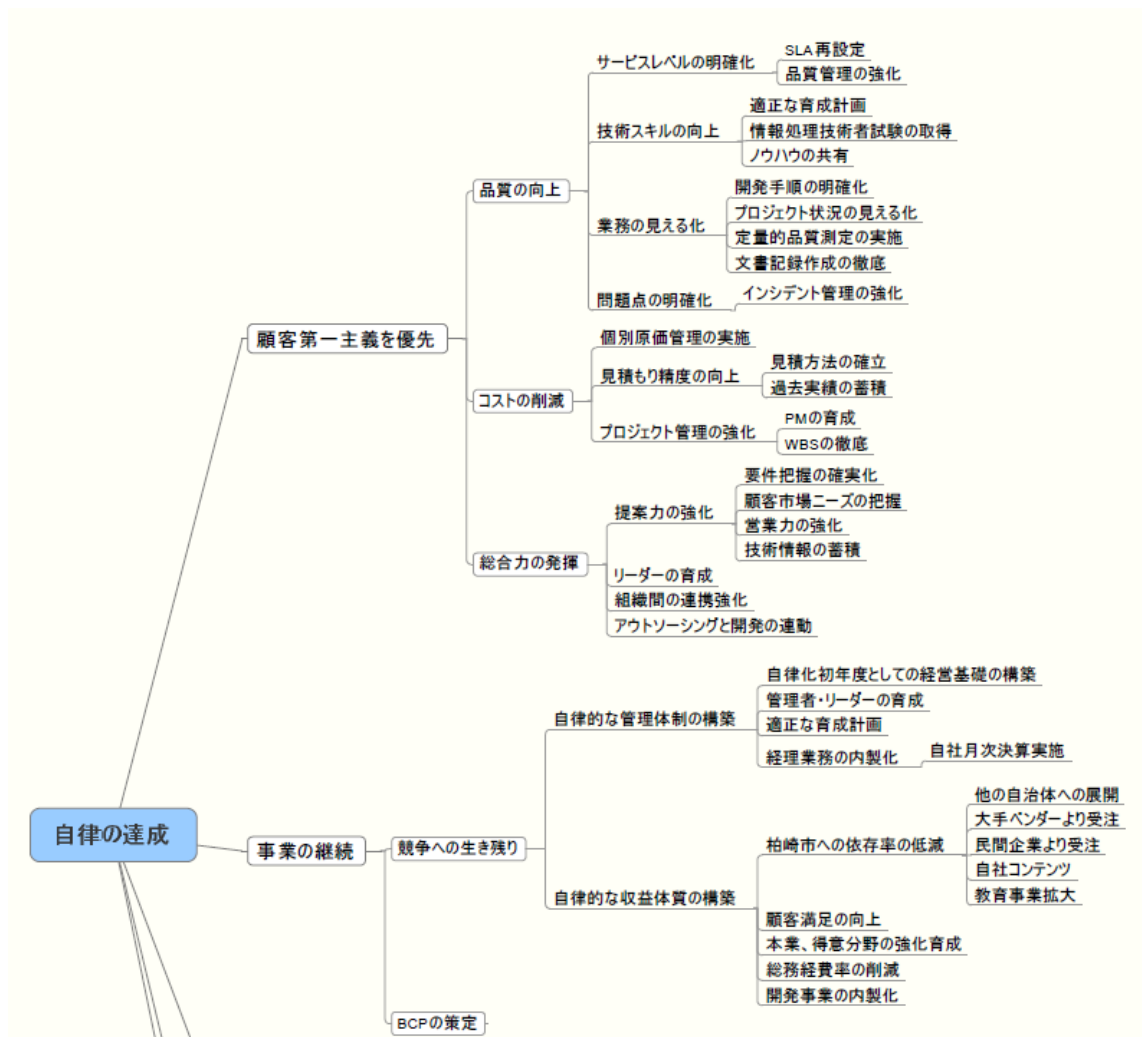 サービスレベルの明確化
SLA再設定
品質管理の強化
技術スキルの向上
適正な育成計画
情報処理技術者試験の取得
ノウハウの共有
品質の向上
業務の見える化
開発手順の明確化
プロジェクト状況の見える化
定量的品質測定の実施
文書記録作成の徹底
問題点の明確化
インシデント管理の強化
顧客第一主義を優先
コストの削減
個別原価管理の実施
見積もり精度の向上
見積方法の確立
過去実績の蓄積
プロジェクト管理の強化
PMの育成
WBSの徹底
総合力の発揮
提案力の強化
要件把握の確実化
顧客市場ニーズの把握
営業力の強化
技術情報の蓄積
リーダーの育成
組織間の連携強化
アウトソーシングと開発の連動
自律の達成
事業の継続
競争への生き残り
自律的な管理体制の構築
自律化初年度としての経営基礎の構築
管理者・リーダーの育成
適正な育成計画
経理業務の内製化
自社月次決算実施
自律的な収益体質の構築
柏崎市への依存率の低減
他の自治体への展開
大手ベンダーより受注
民間企業より受注
自社コンテンツ
教育事業拡大
顧客満足の向上
本業、得意分野の強化育成
総務経費率の削減
開発事業の内製化
BCPの策定